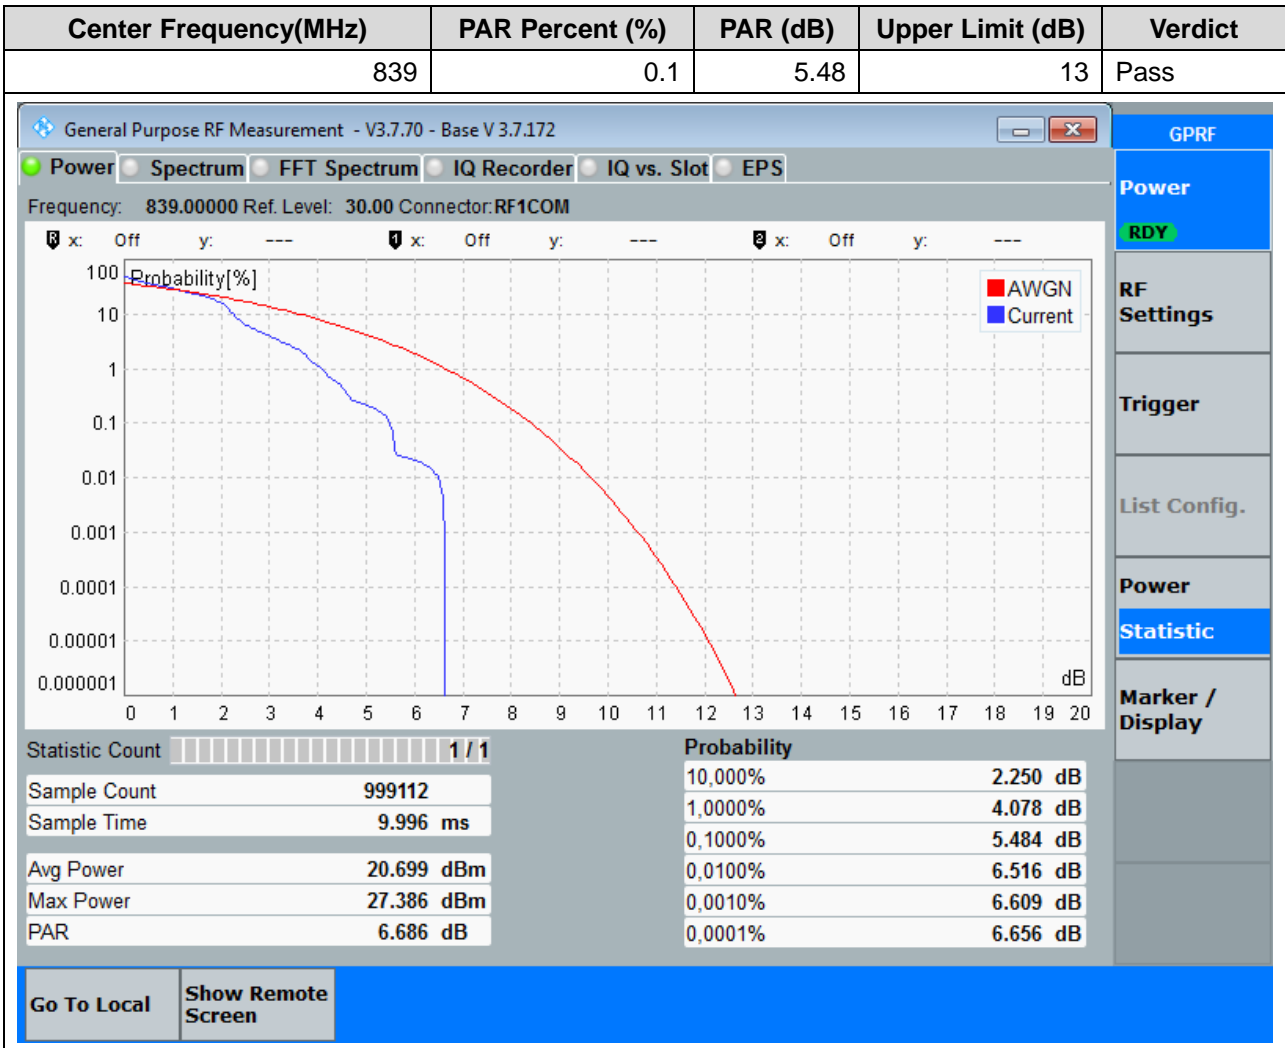 Center Frequency(MHz) PAR Percent (%) PAR (dB) Upper Limit (dB) Verdict
839 0.1 5.48 13 Pass
General Purpose RF Measurement - V3.7.70 - Base V 3.7.172
GPRF
Power Spectrum FFT Spectrum IQ Recorder IQ vs. Slot EPS
Frequency: 839.00000 Ref. Level: 30.00 Connector:RF1COM
R x: Off y: --- 1 x: Off y: --- 2 x: Off y: ---
Probability[%]
100
10
1
0.1
0.01
0.001
0.0001
0.00001
0.000001
AWGN
Current
dB
0 1 2 3 4 5 6 7 8 9 10 11 12 13 14 15 16 17 18 19 20
Statistic Count 1 / 1
Sample Count 999112
Sample Time 9.996 ms
Avg Power 20.699 dBm
Max Power 27.386 dBm
PAR 6.686 dB
Probability
10,000% 2.250 dB
1,0000% 4.078 dB
0,1000% 5.484 dB
0,0100% 6.516 dB
0,0010% 6.609 dB
0,0001% 6.656 dB
Power
RDY
RF
Settings
Trigger
List Config.
Power
Statistic
Marker /
Display
Go To Local
Show Remote
Screen